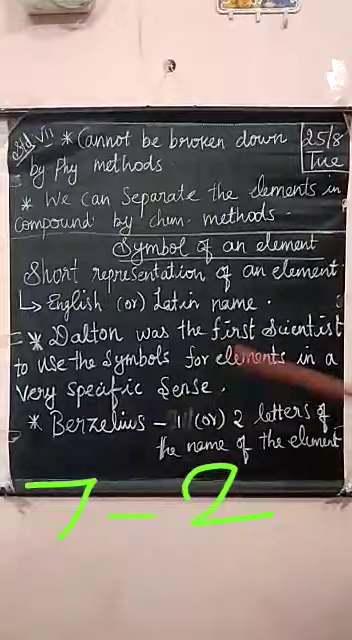 Std. VII * Cannot be broken down
by Phy methods.
25/8
Tue
* We can separate the elements in
Compound by chem. methods.
Symbol of an element
Short representation of an element.
↳ English (or) Latin name.
* Dalton was the first scientist
to use the symbols for elements in a
very specific sense.
* Berzelius - 1 (or) 2 letters of
the name of the element
7-2